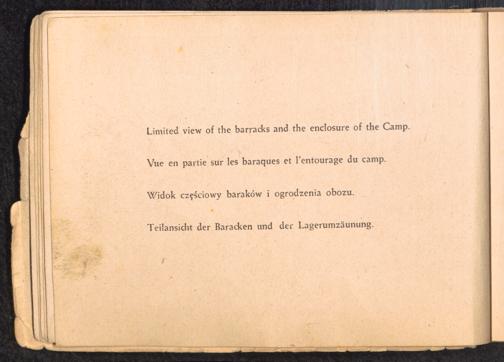 Limited view of the barracks and the enclosure of the Camp.
Vue en partie sur les baraques et l'entourage du camp.
Widok częściowy baraków i ogrodzenia obozu.
Teilansicht der Baracken und der Lagerumzäunung.